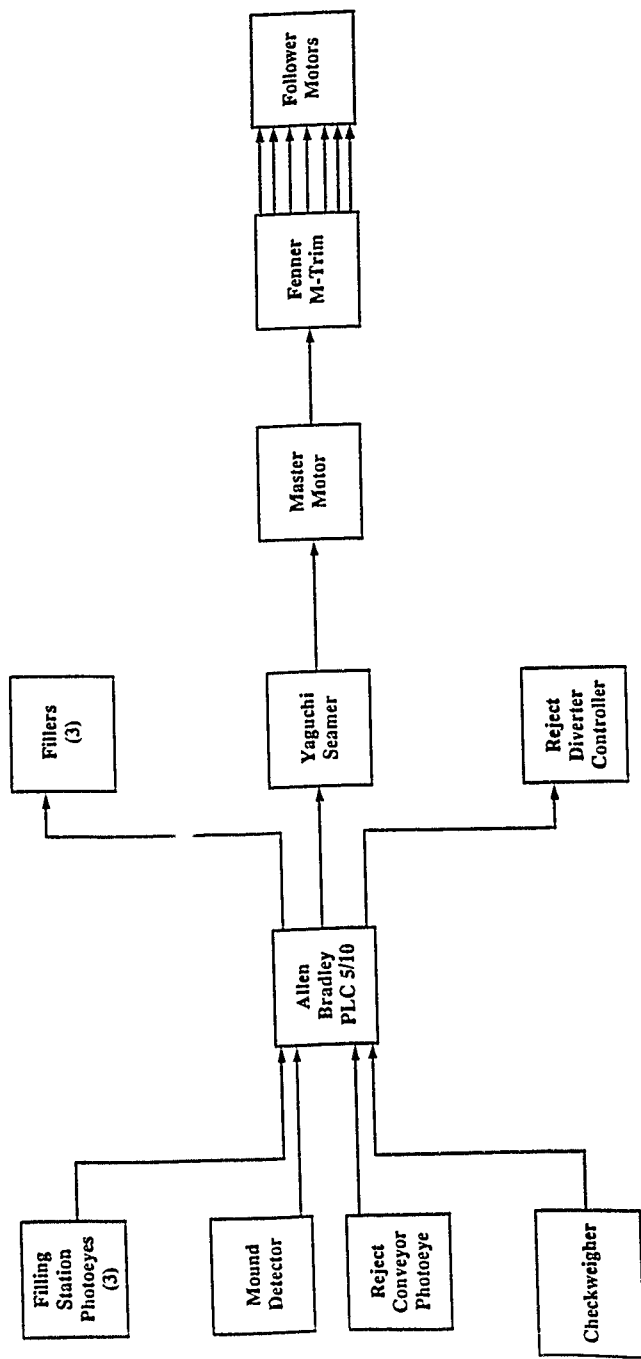 Filling
Station
Photoeyes
(3)
Mound
Detector
Reject
Conveyor
Photoeye
Checkweigher
Allen
Bradley
PLC 5/10
Fillers
(3)
Yaguchi
Seamer
Reject
Diverter
Controller
Master
Motor
Fenner
M-Trim
Follower
Motors